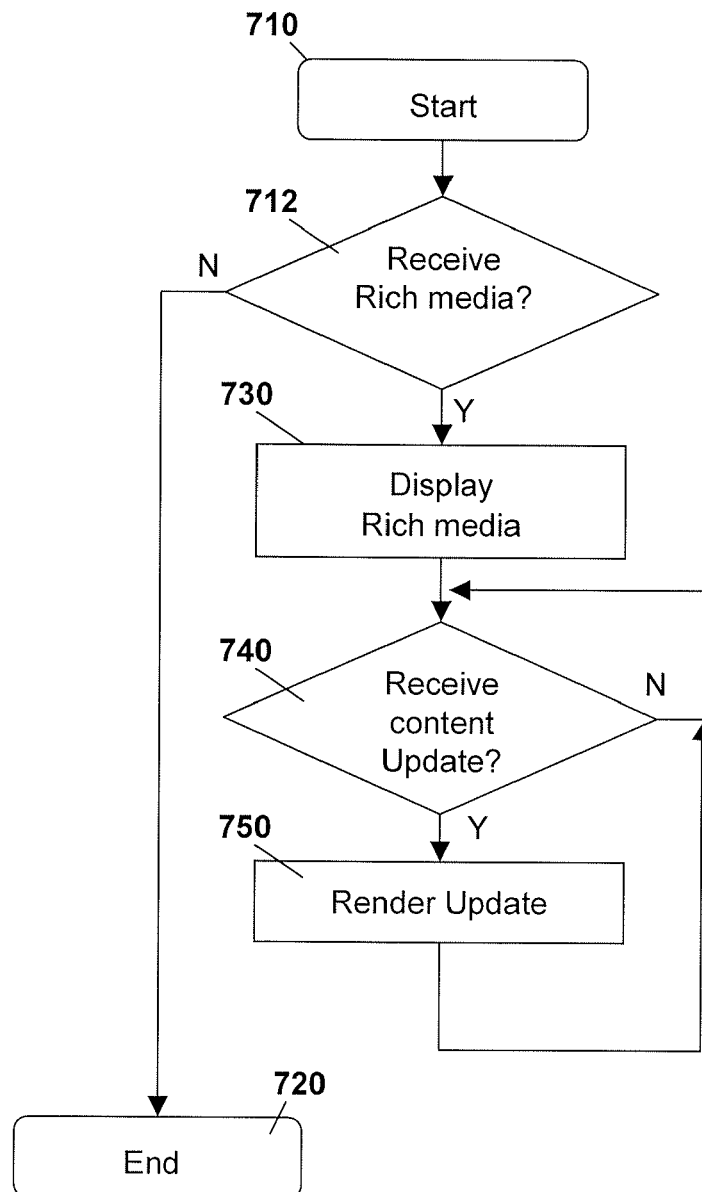 710
Start
712
N
Receive
Rich media?
730
Y
Display
Rich media
740
N
Receive
content
Update?
750
Y
Render Update
720
End